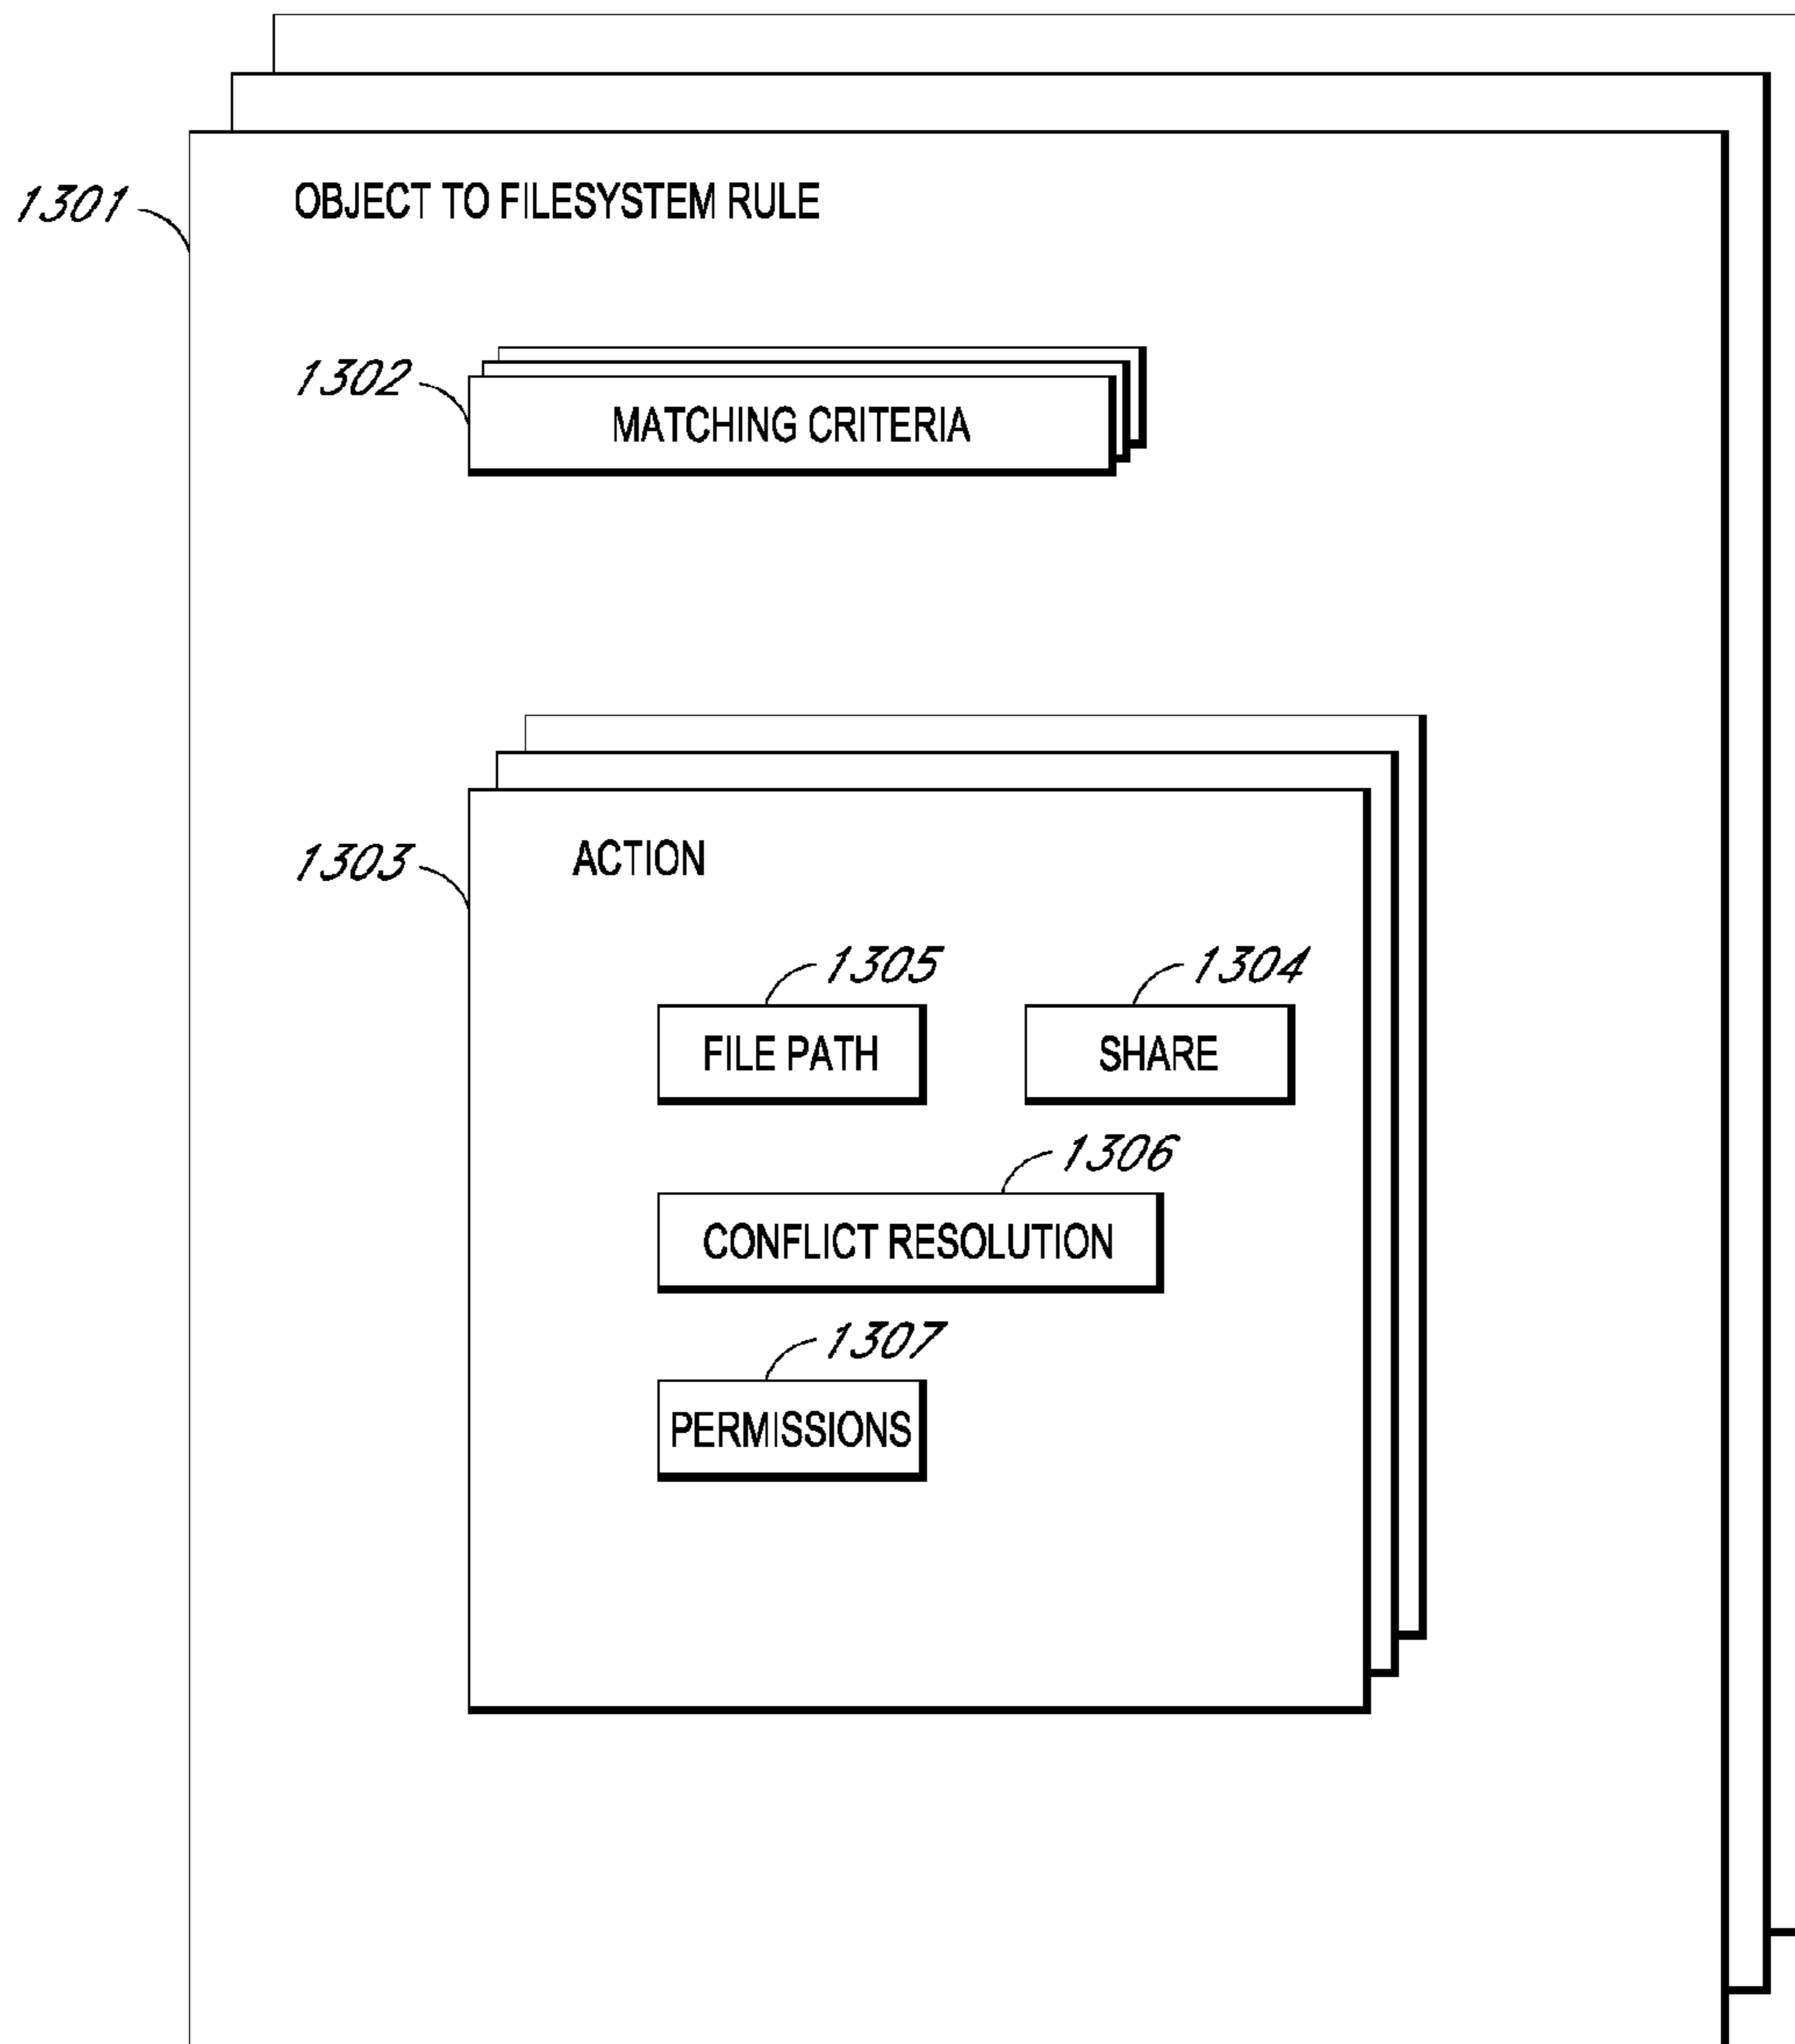 1301
OBJECT TO FILESYSTEM RULE
1302
MATCHING CRITERIA
1303
ACTION
1305
1304
FILE PATH
SHARE
1306
CONFLICT RESOLUTION
1307
PERMISSIONS